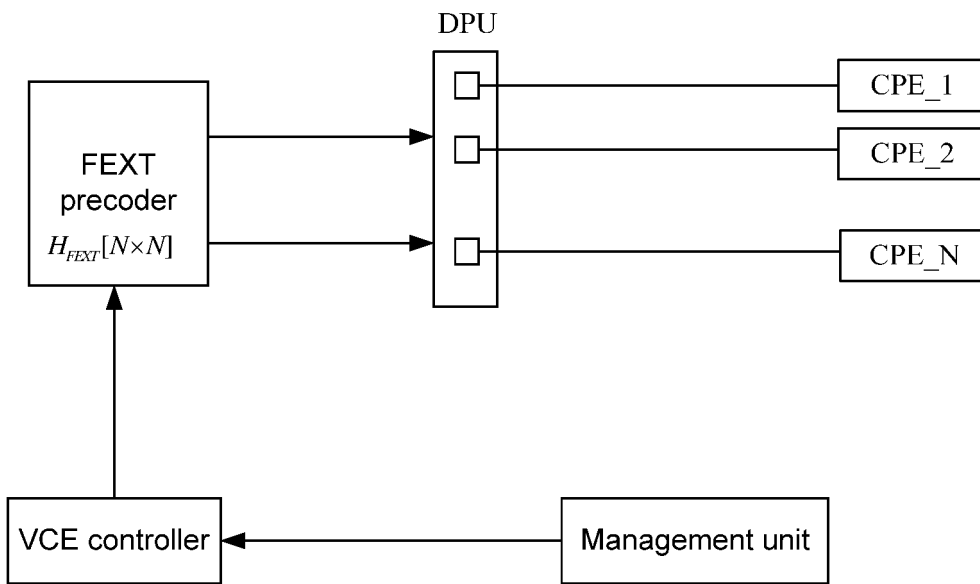 DPU
CPE_1
CPE_2
CPE_N
FEXT
precoder
H_FEXT[N×N]
VCE controller
Management unit